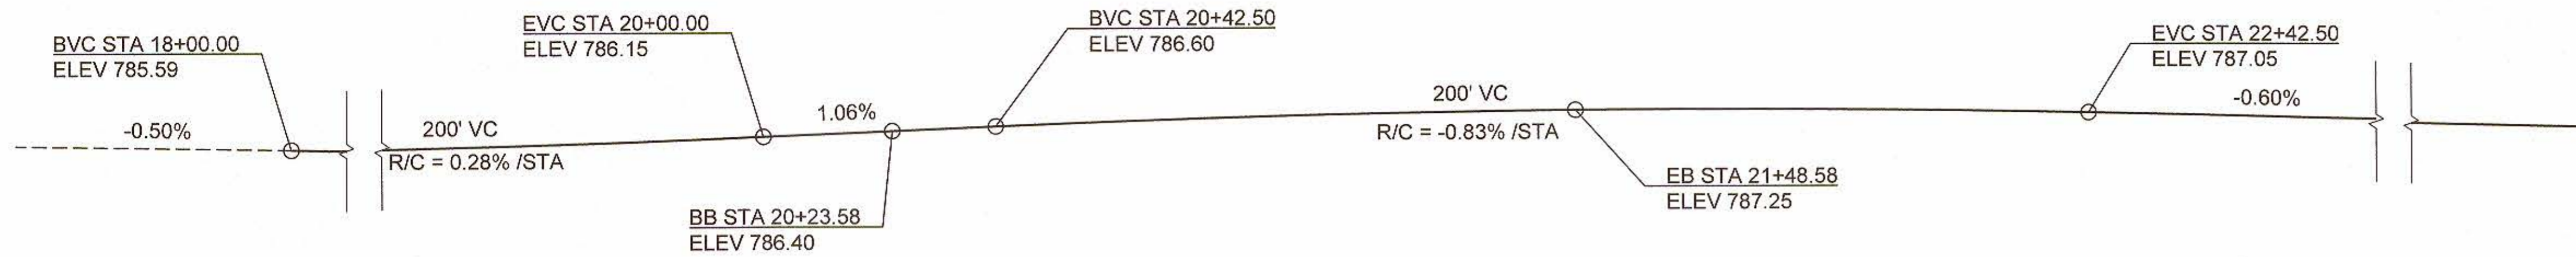 BVC STA 18+00.00
ELEV 785.59
-0.50%
200' VC
R/C = 0.28% /STA
EVC STA 20+00.00
ELEV 786.15
1.06%
BB STA 20+23.58
ELEV 786.40
BVC STA 20+42.50
ELEV 786.60
200' VC
R/C = -0.83% /STA
EB STA 21+48.58
ELEV 787.25
EVC STA 22+42.50
ELEV 787.05
-0.60%